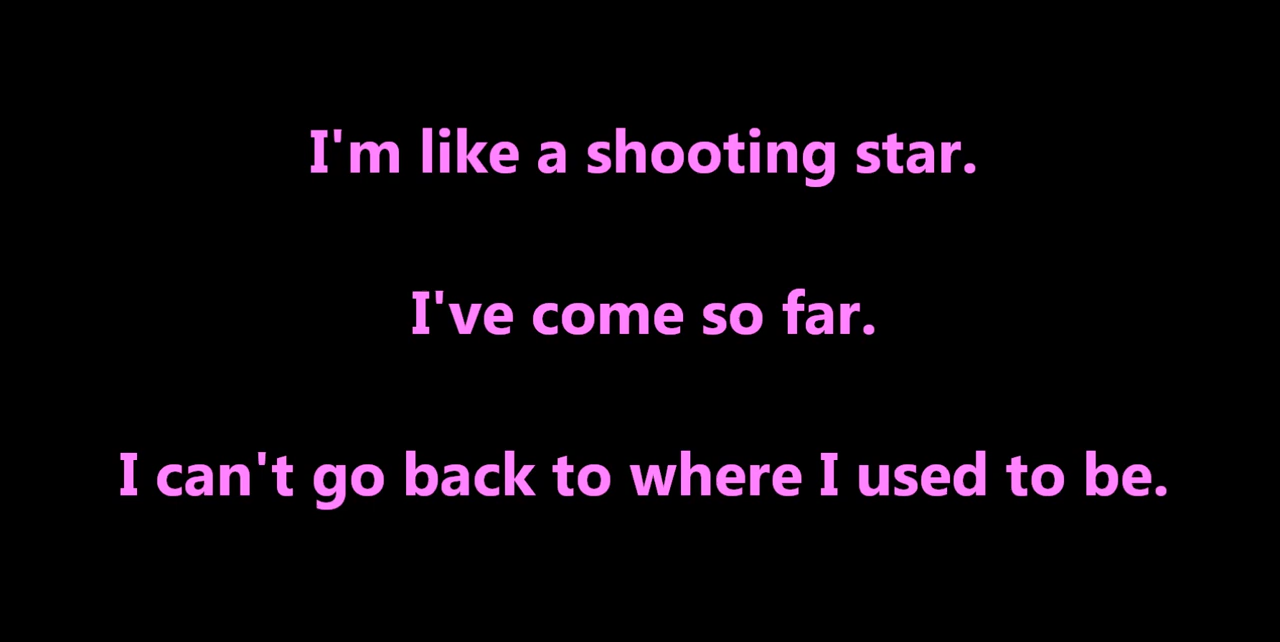 I'm like a shooting star.
I've come so far.
I can't go back to where I used to be.